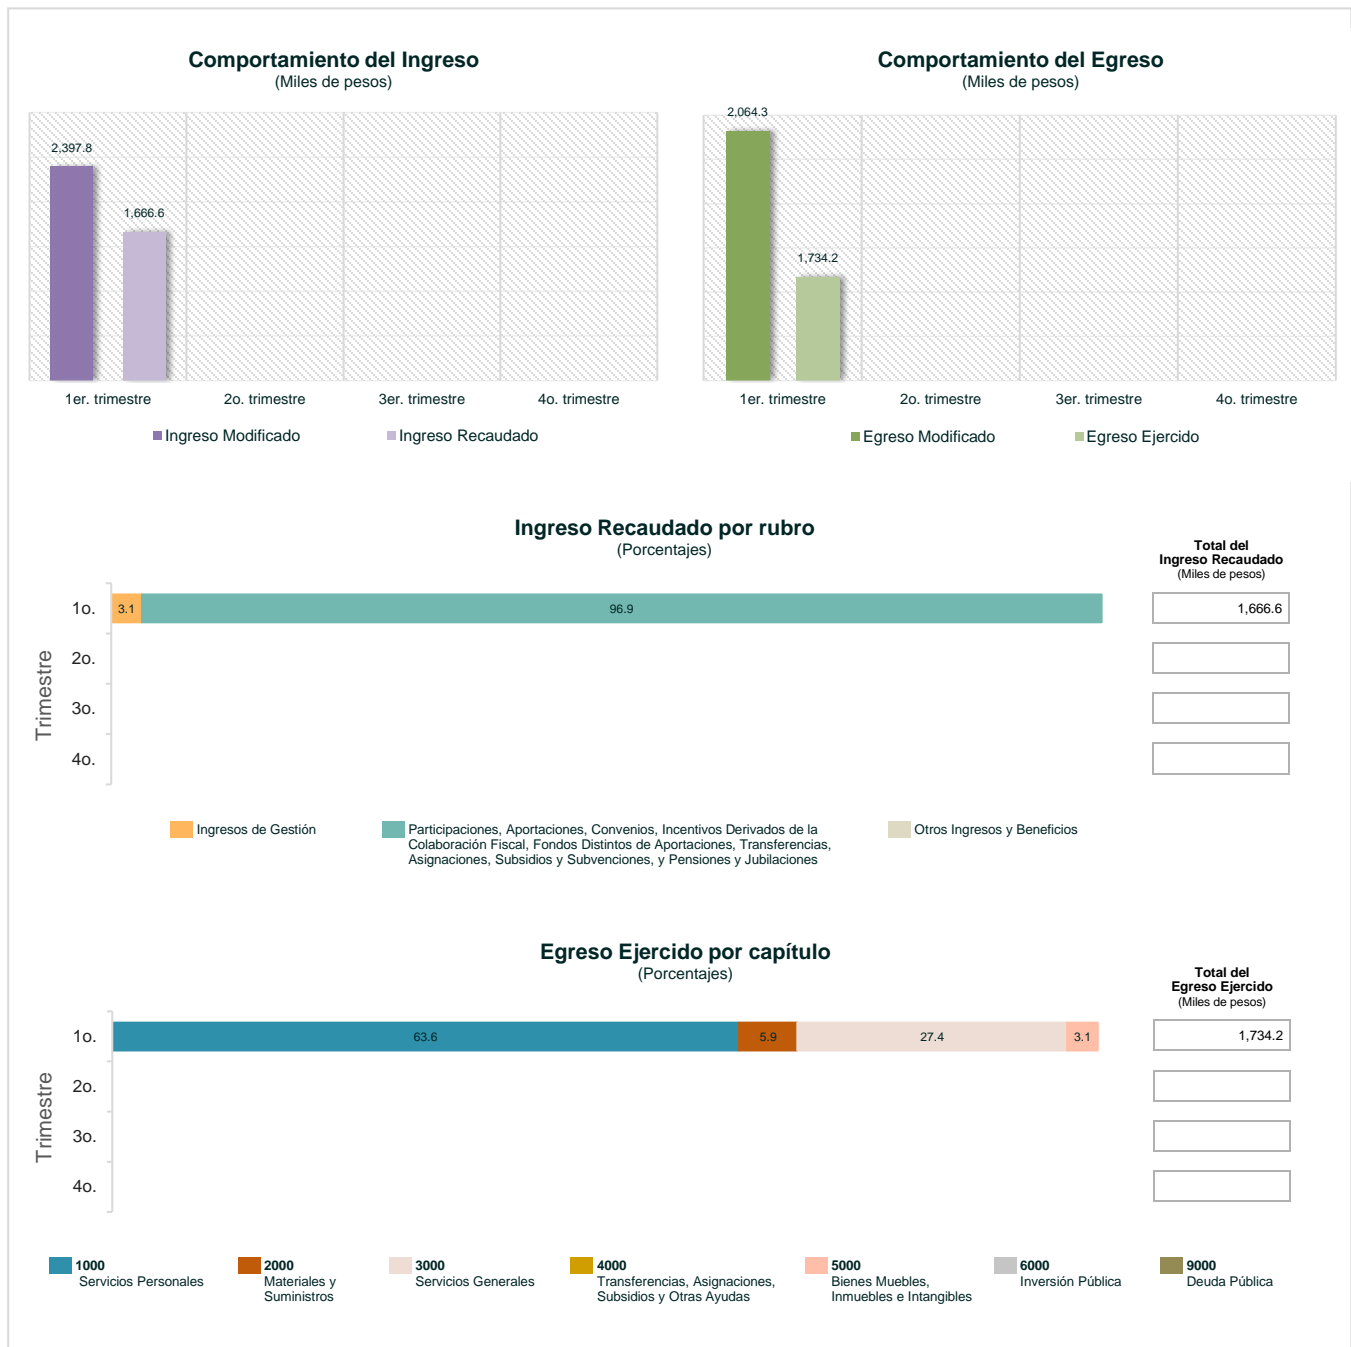 Comportamiento del Ingreso
(Miles de pesos)
2,397.8
1,666.6
1er. trimestre
2o. trimestre
3er. trimestre
4o. trimestre
Ingreso Modificado
Ingreso Recaudado
Comportamiento del Egreso
(Miles de pesos)
2,064.3
1,734.2
1er. trimestre
2o. trimestre
3er. trimestre
4o. trimestre
Egreso Modificado
Egreso Ejercido
Ingreso Recaudado por rubro
(Porcentajes)
Total del
Ingreso Recaudado
(Miles de pesos)
Trimestre
1o.
3.1
96.9
1,666.6
2o.
3o.
4o.
Ingresos de Gestión
Participaciones, Aportaciones, Convenios, Incentivos Derivados de la
Colaboración Fiscal, Fondos Distintos de Aportaciones, Transferencias,
Asignaciones, Subsidios y Subvenciones, y Pensiones y Jubilaciones
Otros Ingresos y Beneficios
Egreso Ejercido por capítulo
(Porcentajes)
Total del
Egreso Ejercido
(Miles de pesos)
Trimestre
1o.
63.6
5.9
27.4
3.1
1,734.2
2o.
3o.
4o.
1000
Servicios Personales
2000
Materiales y
Suministros
3000
Servicios Generales
4000
Transferencias, Asignaciones,
Subsidios y Otras Ayudas
5000
Bienes Muebles,
Inmuebles e Intangibles
6000
Inversión Pública
9000
Deuda Pública